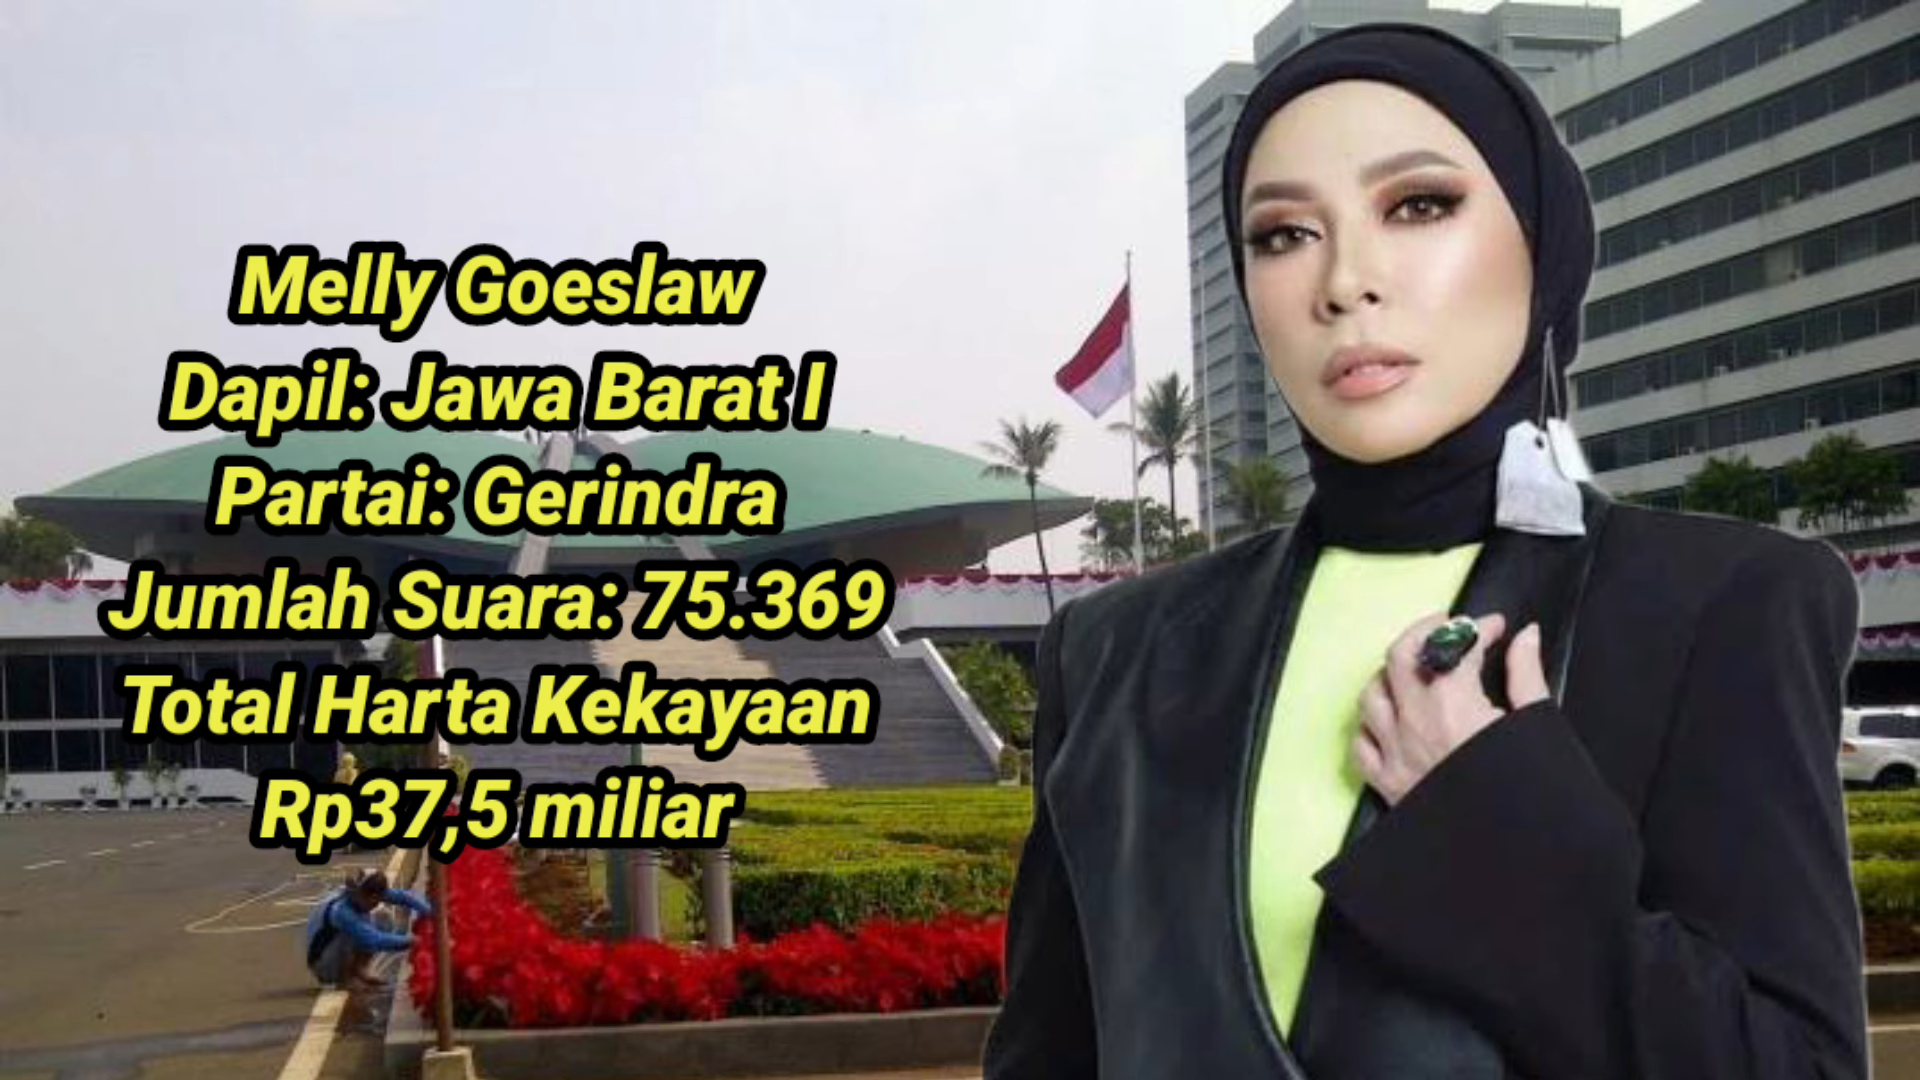 Melly Goeslaw
Dapil: Jawa Barat I
Partai: Gerindra
Jumlah Suara: 75.369
Total Harta Kekayaan
Rp37,5 miliar